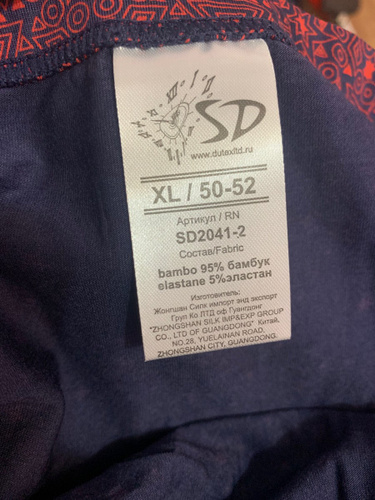 SD
www.dutaxltd.ru
XL / 50-52
Артикул / RN
SD2041-2
Состав/Fabric
bambo 95% бамбук
elastane 5%эластан
Изготовитель:
Жонгшан Силк импорт энд экспорт
Груп Ко ЛТД оф Гуангдонг
"ZHONGSHAN SILK IMP&EXP GROUP
CO., LTD OF GUANGDONG" Китай,
NO.28, YUELAINAN ROAD,
ZHONGSHAN CITY, GUANGDONG.